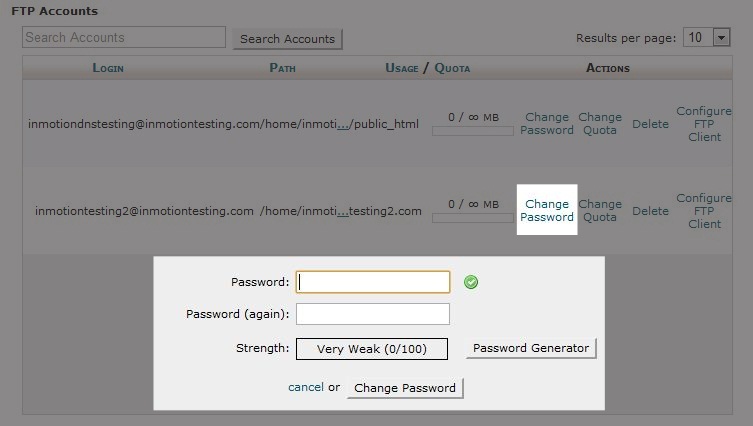 FTP Accounts
Search Accounts Search Accounts Results per page: 10
LOGIN PATH USAGE / QUOTA ACTIONS
inmotiondnstesting@inmotiontesting.com/home/inmoti.../public_html 0 / ∞ MB Change Password Change Quota Delete Configure FTP Client
inmotiontesting2@inmotiontesting.com /home/inmoti...testing2.com 0 / ∞ MB Change Password Change Quota Delete Configure FTP Client
Password:
Password (again):
Strength: Very Weak (0/100) Password Generator
cancel or Change Password